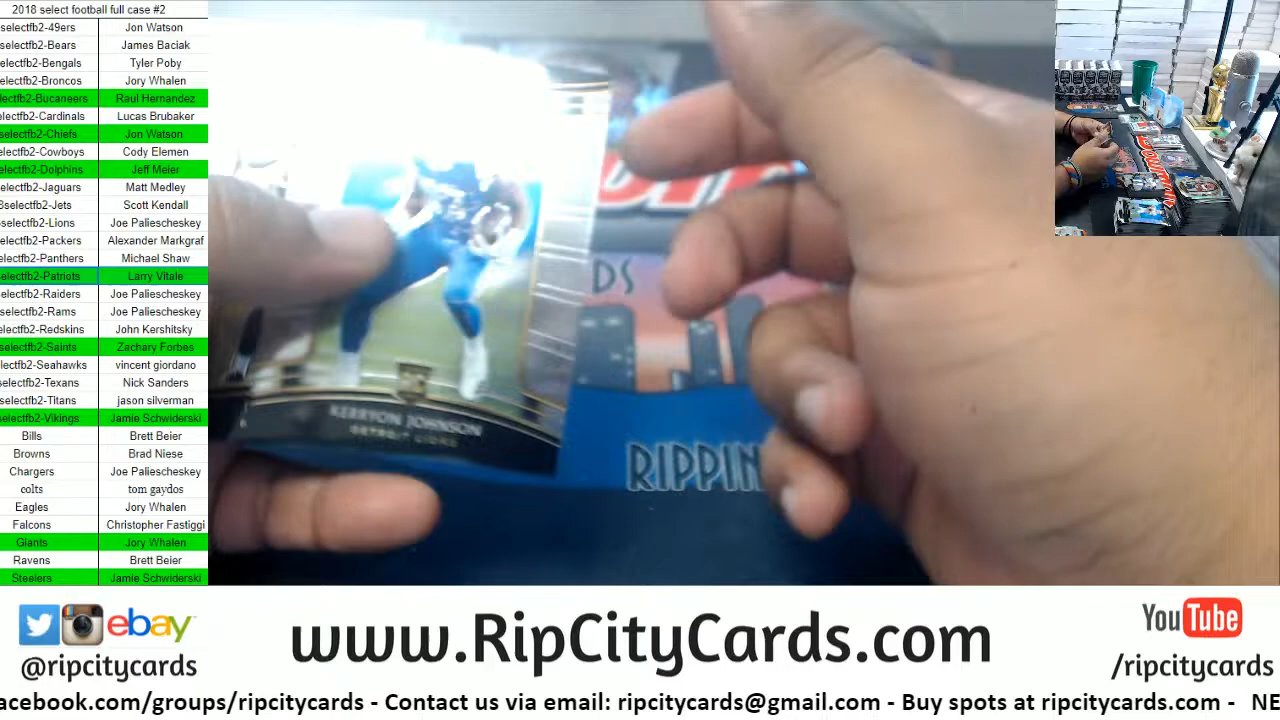 2018 select football full case #2
selectfb2-49ers Jon Watson
selectfb2-Bears James Baciak
selectfb2-Bengals Tyler Poby
electfb2-Broncos Jory Whalen
lectfb2-Bucaneers Raul Hernandez
lectfb2-Cardinals Lucas Brubaker
selectfb2-Chiefs Jon Watson
electfb2-Cowboys Cody Elemen
electfb2-Dolphins Jeff Meier
electfb2-Jaguars Matt Medley
selectfb2-Jets Scott Kendall
selectfb2-Lions Joe Paliescheskey
electfb2-Packers Alexander Markgraf
electfb2-Panthers Michael Shaw
electfb2-Patriots Larry Vitale
electfb2-Raiders Joe Paliescheskey
selectfb2-Rams Joe Paliescheskey
electfb2-Redskins John Kershitsky
selectfb2-Saints Zachary Forbes
lectfb2-Seahawks vincent giordano
selectfb2-Texans Nick Sanders
selectfb2-Titans jason silverman
selectfb2-Vikings Jamie Schwiderski
Bills Brett Beier
Browns Brad Niese
Chargers Joe Paliescheskey
colts tom gaydos
Eagles Jory Whalen
Falcons Christopher Fastiggi
Giants Jory Whalen
Ravens Brett Beier
Steelers Jamie Schwiderski
KERRYON JOHNSON
DETROIT LIONS
DS
RIPPIN
ebay
@ripcitycards
www.RipCityCards.com
YouTube
/ripcitycards
acebook.com/groups/ripcitycards - Contact us via email: ripcitycards@gmail.com - Buy spots at ripcitycards.com - NE